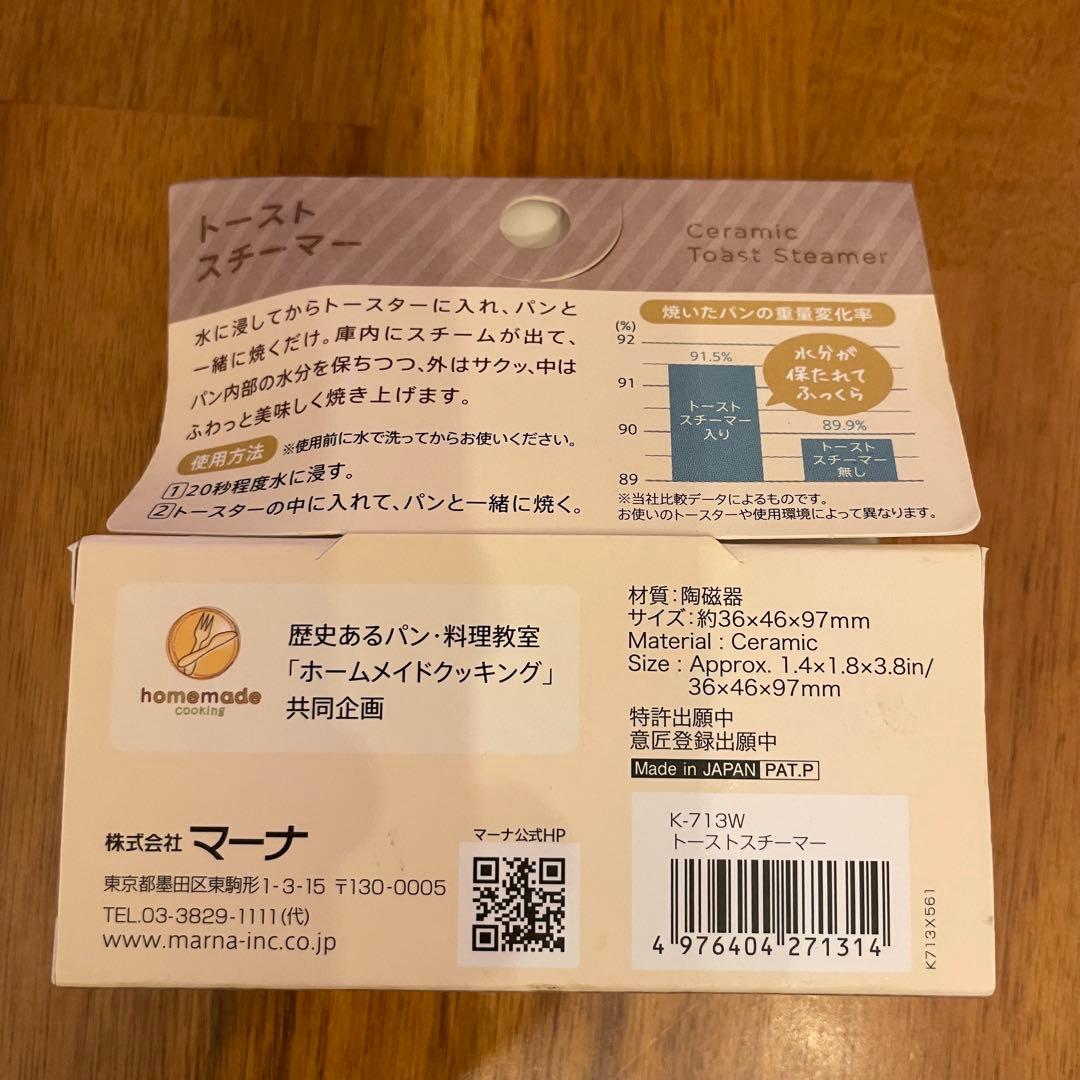 トースト
スチーマー
Ceramic
Toast Steamer
水に浸してからトースターに入れ、パンと
一緒に焼くだけ。庫内にスチームが出て、
パン内部の水分を保ちつつ、外はサクッ、中は
ふわっと美味しく焼き上げます。
使用方法 ※使用前に水で洗ってからお使いください。
1 20秒程度水に浸す。
2 トースターの中に入れて、パンと一緒に焼く。
焼いたパンの重量変化率
(%)
92
91
90
89
91.5%
トースト
スチーマー
入り
水分が
保たれて
ふっくら
89.9%
トースト
スチーマー
無し
※当社比較データによるものです。
お使いのトースターや使用環境によって異なります。
homemade
cooking
歴史あるパン・料理教室
「ホームメイドクッキング」
共同企画
材質：陶磁器
サイズ：約36×46×97mm
Material : Ceramic
Size : Approx. 1.4×1.8×3.8in/
36×46×97mm
特許出願中
意匠登録出願中
Made in JAPAN PAT.P
株式会社 マーナ
東京都墨田区東駒形1-3-15 〒130-0005
TEL.03-3829-1111(代)
www.marna-inc.co.jp
マーナ公式HP
K-713W
トーストスチーマー
4 976404 271314
K713X561